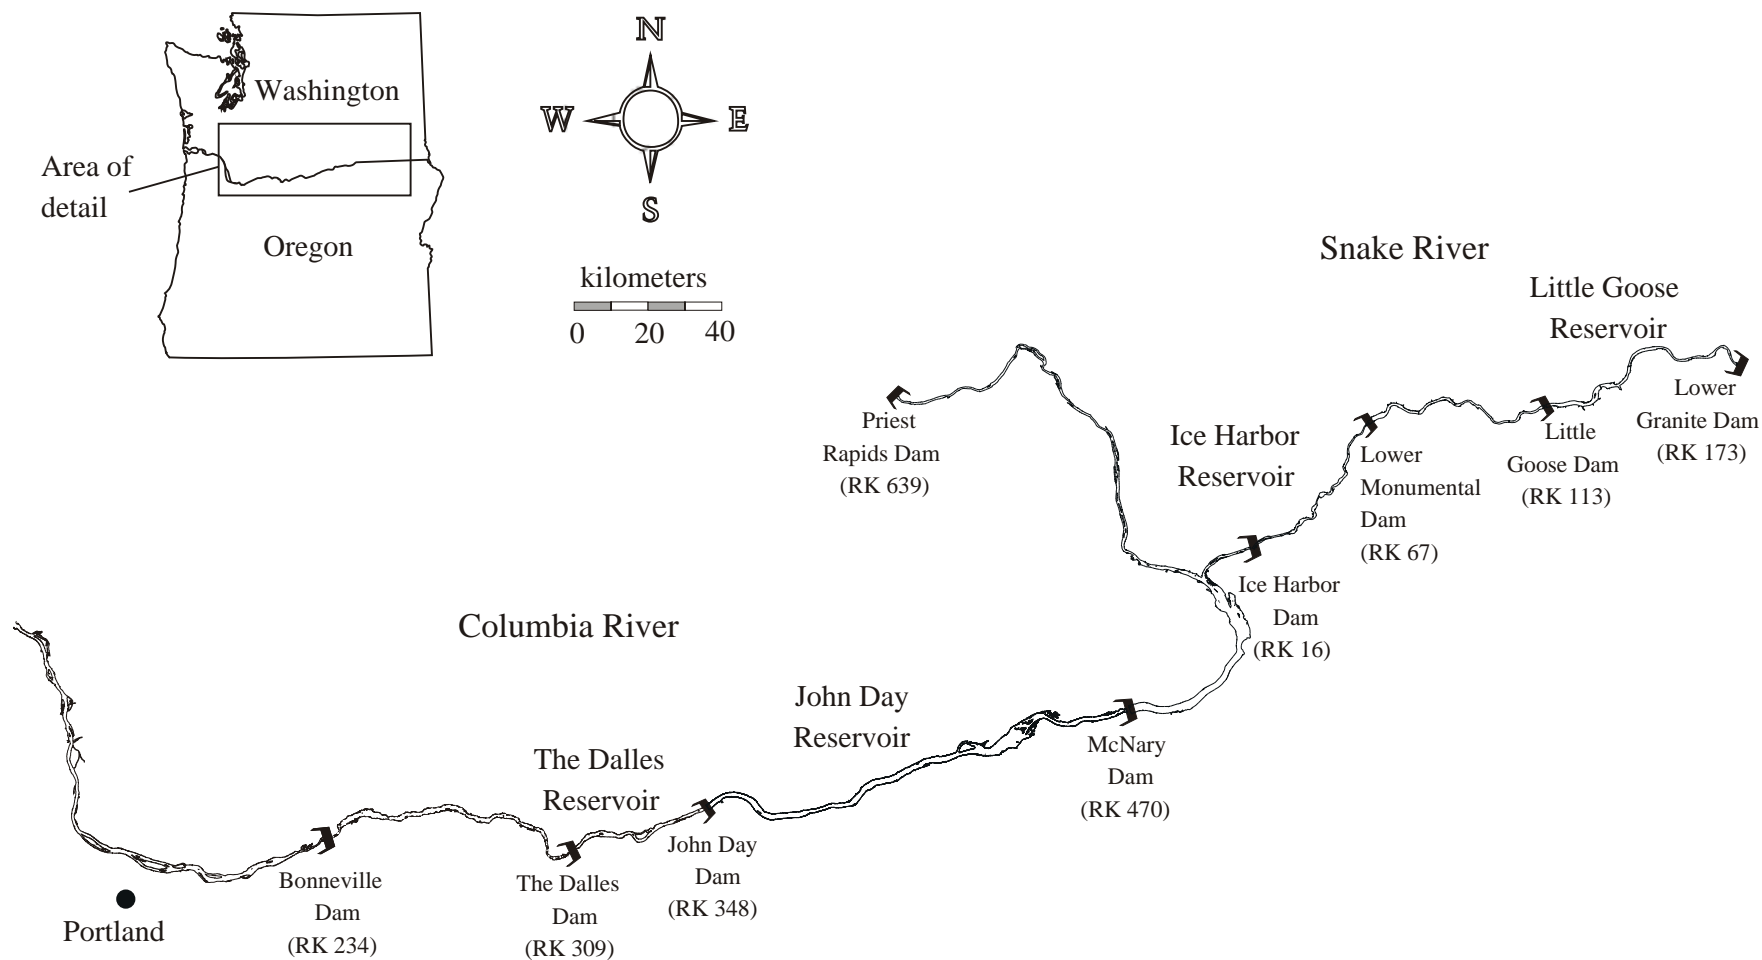 Washington
Area of
detail
Oregon
N
W
E
S
kilometers
0 20 40
Snake River
Little Goose
Reservoir
Priest
Rapids Dam
(RK 639)
Ice Harbor
Reservoir
Lower
Monumental
Dam
(RK 67)
Little
Goose Dam
(RK 113)
Lower
Granite Dam
(RK 173)
Ice Harbor
Dam
(RK 16)
Columbia River
John Day
Reservoir
McNary
Dam
(RK 470)
The Dalles
Reservoir
John Day
Dam
(RK 348)
The Dalles
Dam
(RK 309)
Bonneville
Dam
(RK 234)
Portland